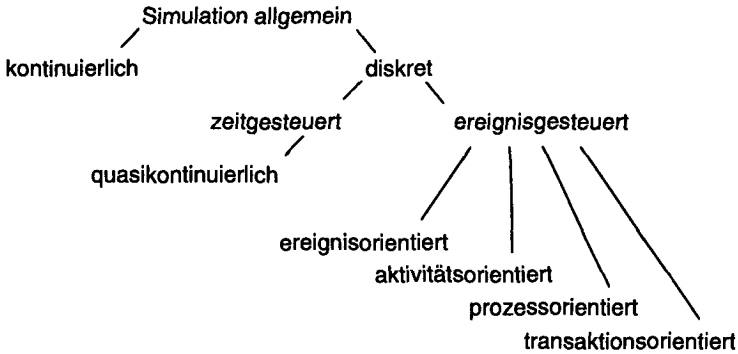 Simulation allgemein
kontinuierlich
diskret
zeitgesteuert
ereignisgesteuert
quasikontinuierlich
ereignisorientiert
aktivitätsorientiert
prozessorientiert
transaktionsorientiert